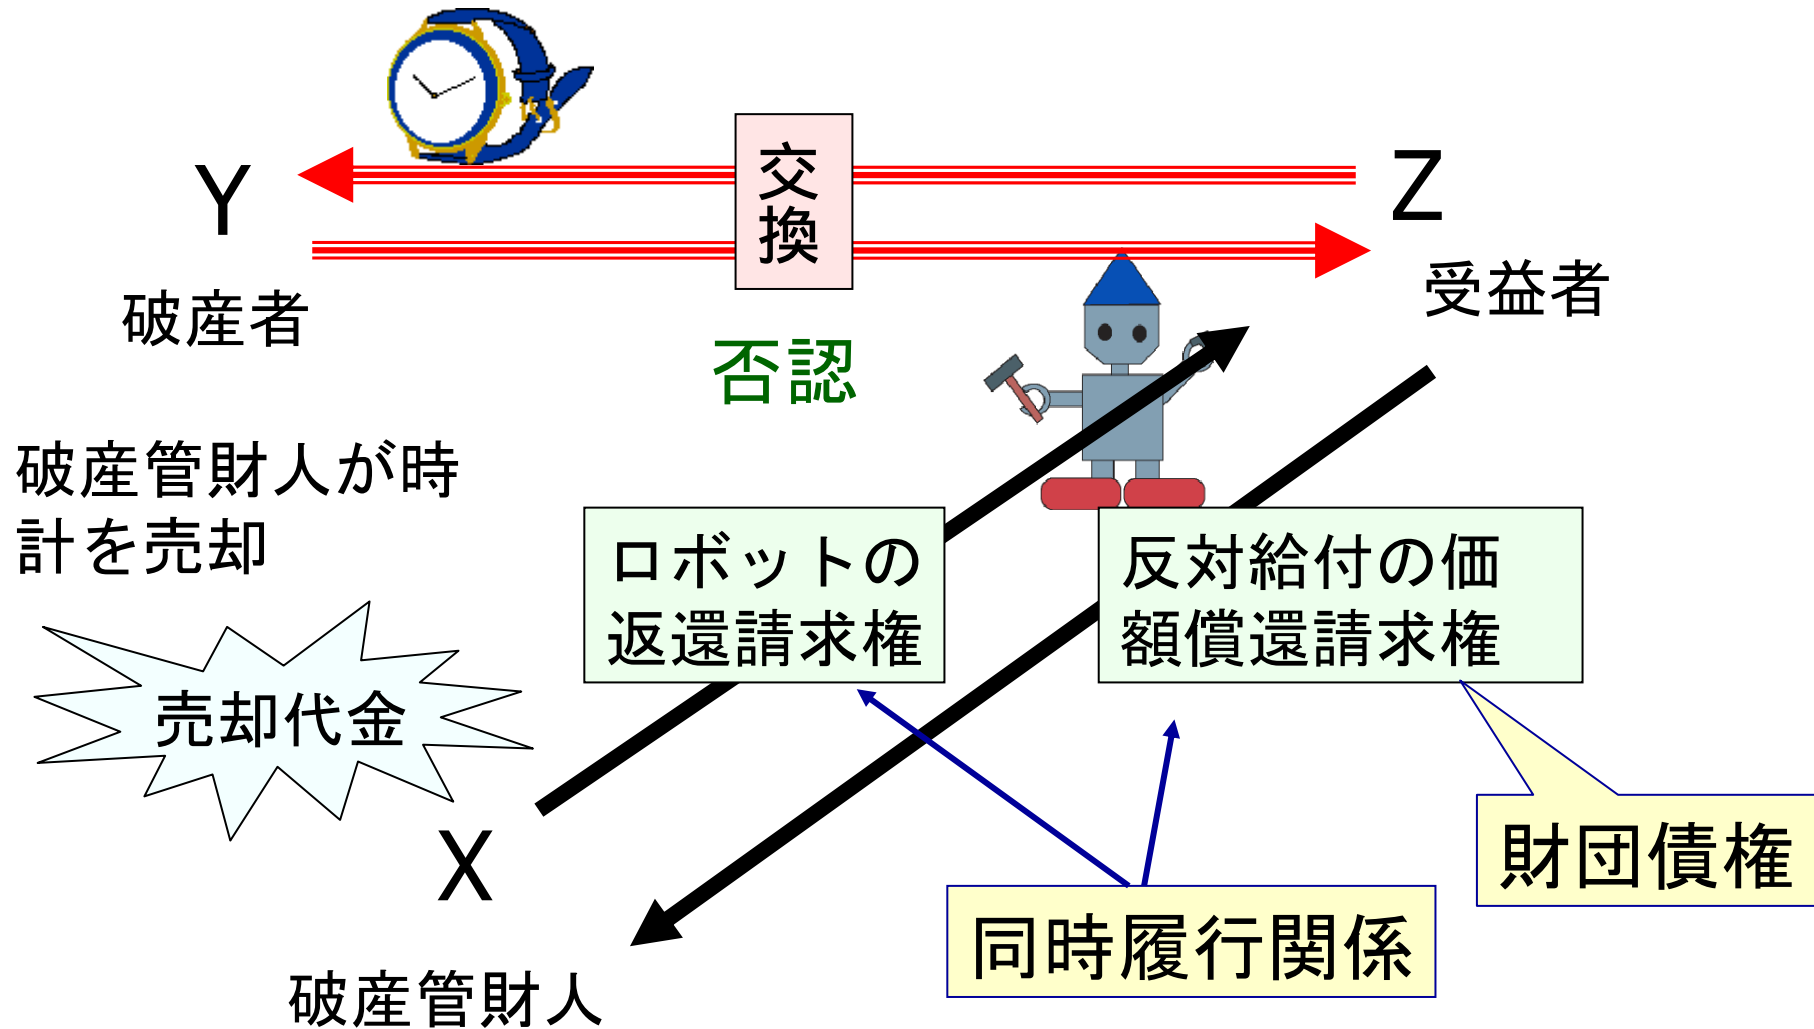 交
換
Y
破産者
Z
受益者
否認
破産管財人が時
計を売却
ロボットの
返還請求権
反対給付の価
額償還請求権
売却代金
X
破産管財人
財団債権
同時履行関係